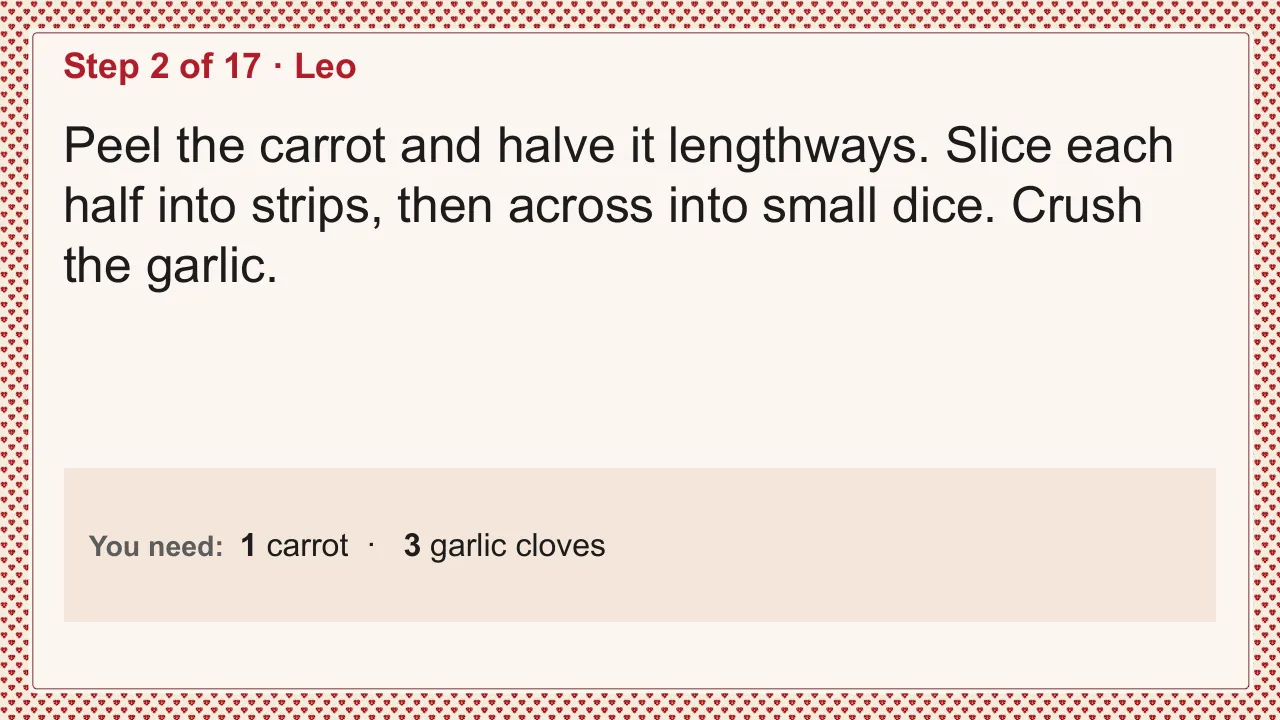 Step 2 of 17 · Leo
Peel the carrot and halve it lengthways. Slice each
half into strips, then across into small dice. Crush
the garlic.
You need: 1 carrot · 3 garlic cloves